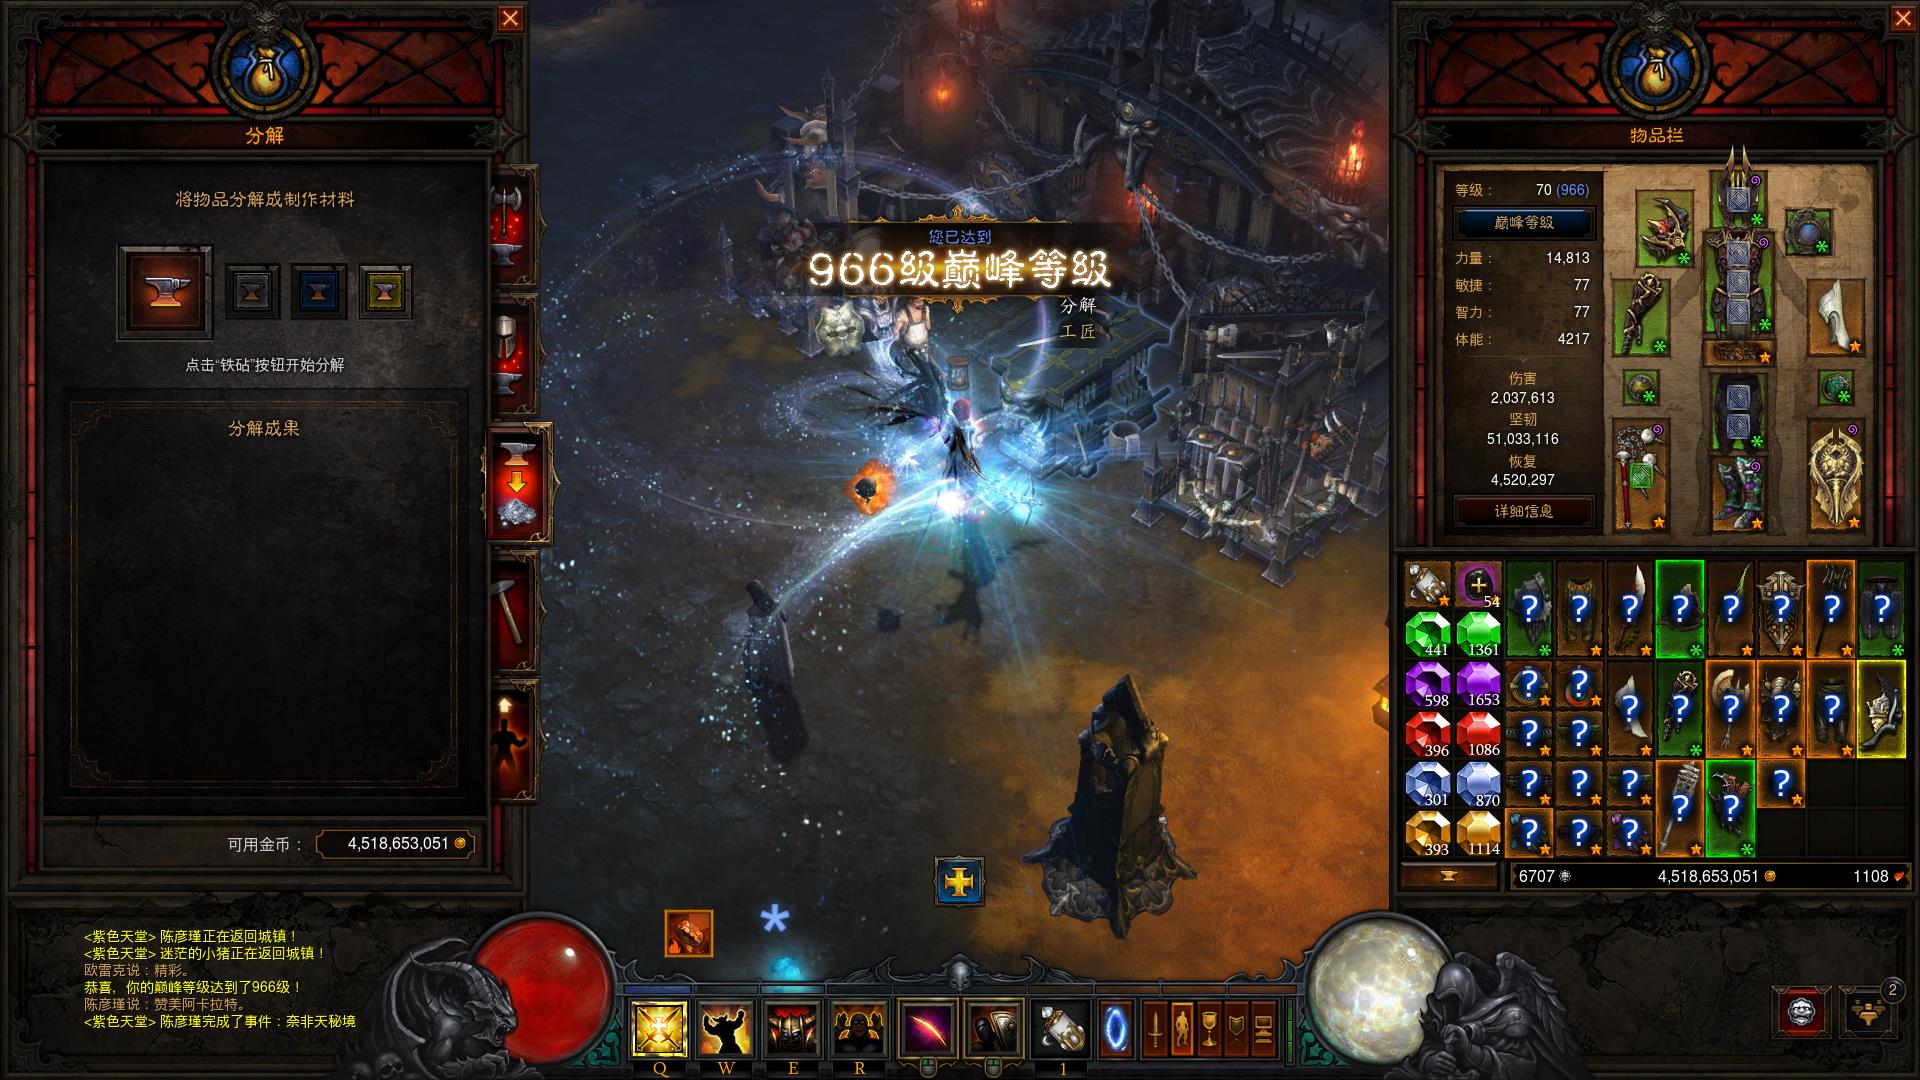 分解
将物品分解成制作材料
点击“铁砧”按钮开始分解
分解成果
可用金币： 4,518,653,051
您已达到
966级巅峰等级
分解
工匠
物品栏
等级： 70 (966)
巅峰等级
力量： 14,813
敏捷： 77
智力： 77
体能： 4217
伤害
2,037,613
坚韧
51,033,116
恢复
4,520,297
详细信息
54
441 1361
598 1653
396 1086
301 870
393 1114
? ? ? ? ? ? ? ?
? ? ? ? ? ? ?
? ?
? ? ? ? ? ?
? ? ?
6707 4,518,653,051 1108
<紫色天堂> 陈彦瑾正在返回城镇！
<紫色天堂> 迷茫的小猪正在返回城镇！
欧雷克说：精彩。
恭喜，你的巅峰等级达到了966级！
陈彦瑾说：赞美阿卡拉特。
<紫色天堂> 陈彦瑾完成了事件：奈非天秘境
Q W E R 1
2